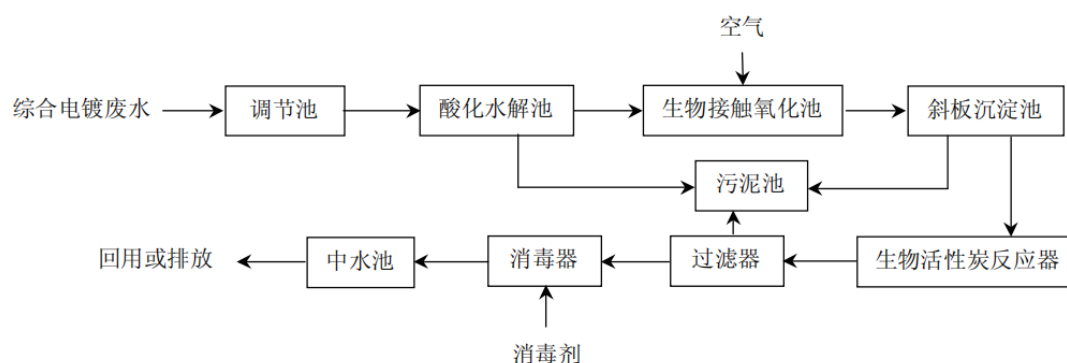 空气
综合电镀废水
调节池
酸化水解池
生物接触氧化池
斜板沉淀池
污泥池
回用或排放
中水池
消毒器
过滤器
生物活性炭反应器
消毒剂